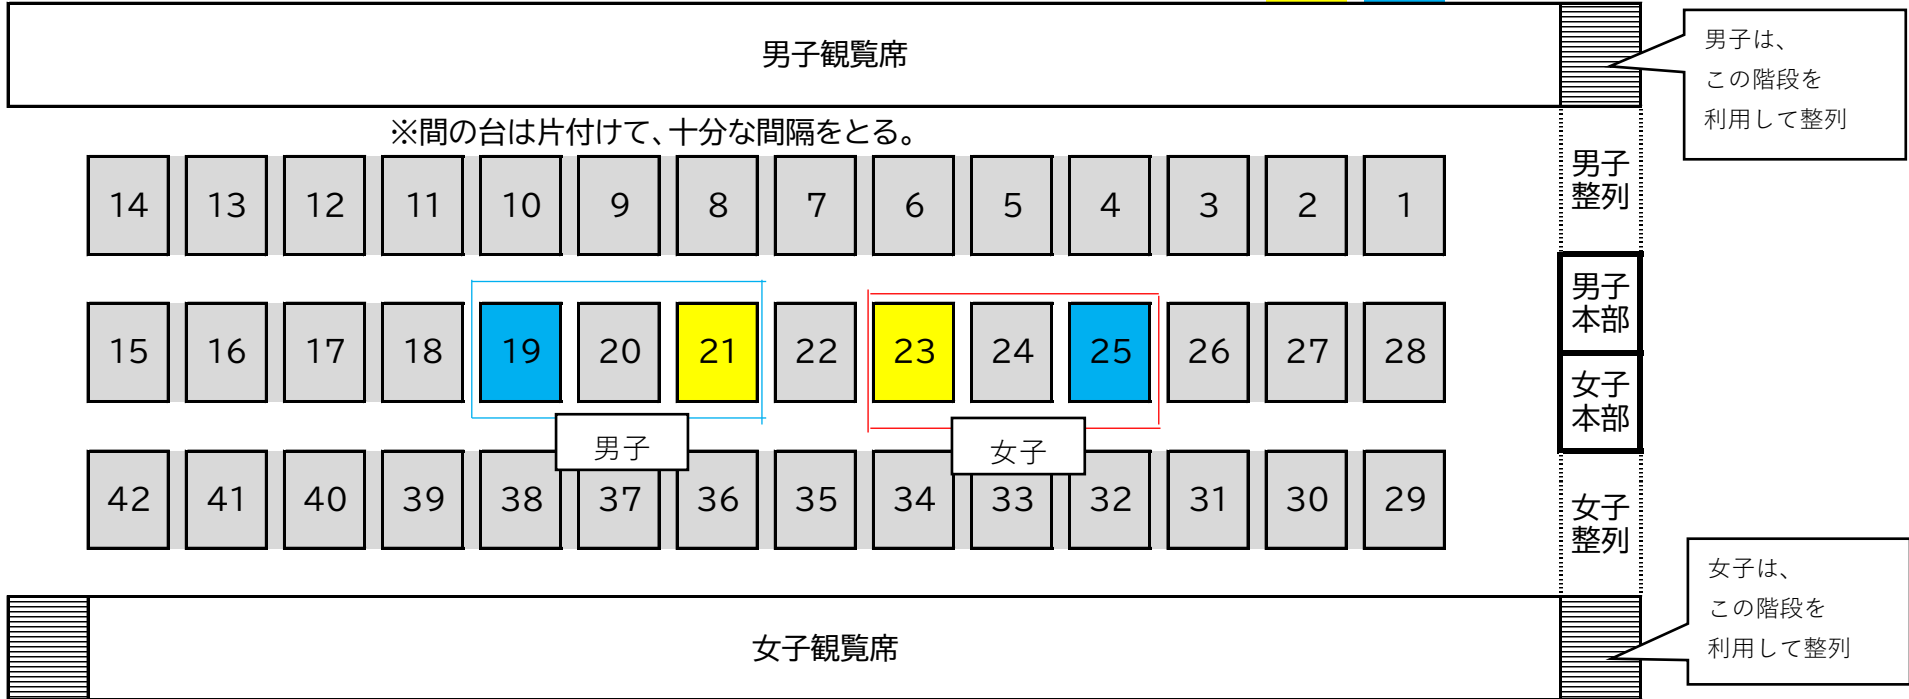 男子観覧席
男子は、
この階段を
利用して整列
※間の台は片付けて、十分な間隔をとる。
男子
整列
14 13 12 11 10 9 8 7 6 5 4 3 2 1
男子
本部
15 16 17 18 19 20 21 22 23 24 25 26 27 28
女子
本部
男子 女子
42 41 40 39 38 37 36 35 34 33 32 31 30 29
女子
整列
女子は、
この階段を
利用して整列
女子観覧席